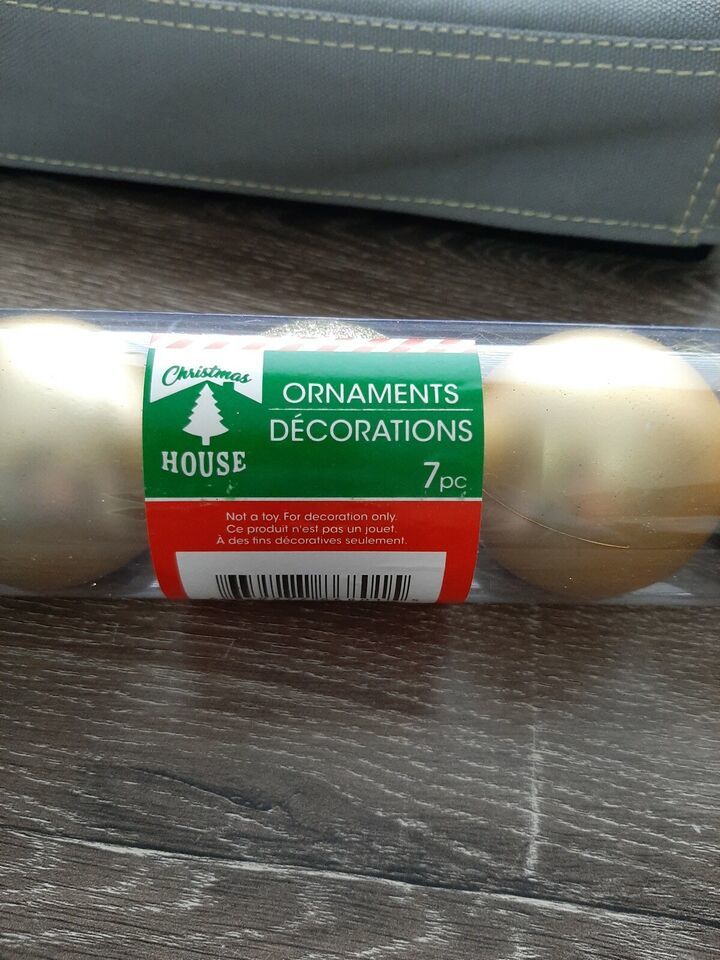 Christmas
HOUSE
ORNAMENTS
DÉCORATIONS
7pc
Not a toy. For decoration only.
Ce produit n'est pas un jouet.
À des fins décoratives seulement.